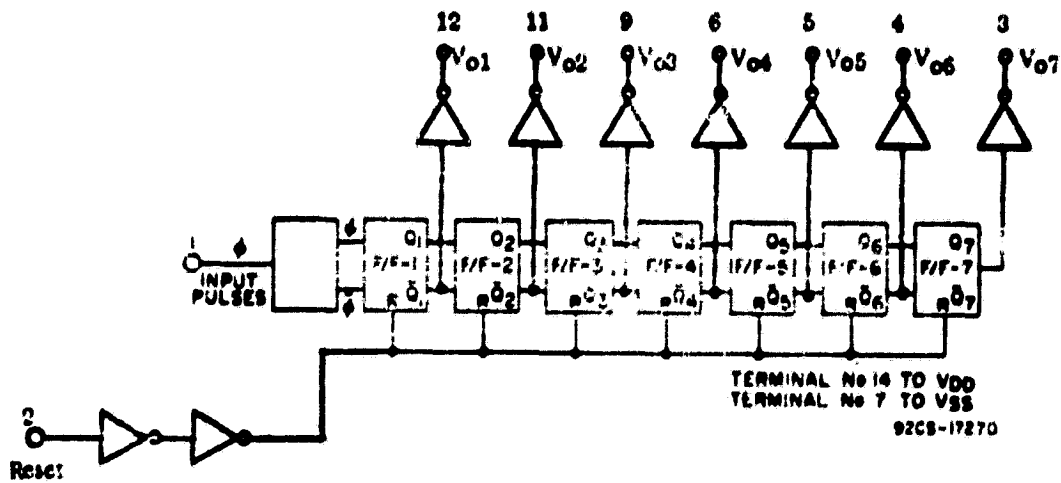 12 11 9 6 5 4 3
Vo1 Vo2 Vo3 Vo4 Vo5 Vo6 Vo7
1 ϕ
INPUT
PULSES
ϕ
ϕ̄
Q1 Q2 Q3 Q4 Q5 Q6 Q7
F/F-1 F/F-2 F/F-3 F/F-4 F/F-5 F/F-6 F/F-7
R Q̄1 R Q̄2 R Q̄3 R Q̄4 R Q̄5 R Q̄6 R Q̄7
TERMINAL No 14 TO VDD
TERMINAL No 7 TO VSS
92CS-17270
2
Reset